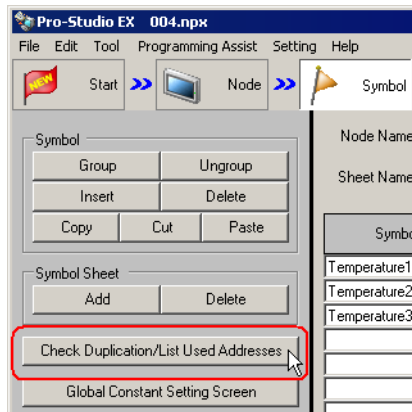 Pro-Studio EX 004.npx
File Edit Tool Programming Assist Setting Help
NEW Start Node Symbol
Symbol
Group Ungroup
Insert Delete
Copy Cut Paste
Symbol Sheet
Add Delete
Check Duplication/List Used Addresses
Global Constant Setting Screen
Node Name
Sheet Name
Symbo
Temperature1
Temperature2
Temperature3